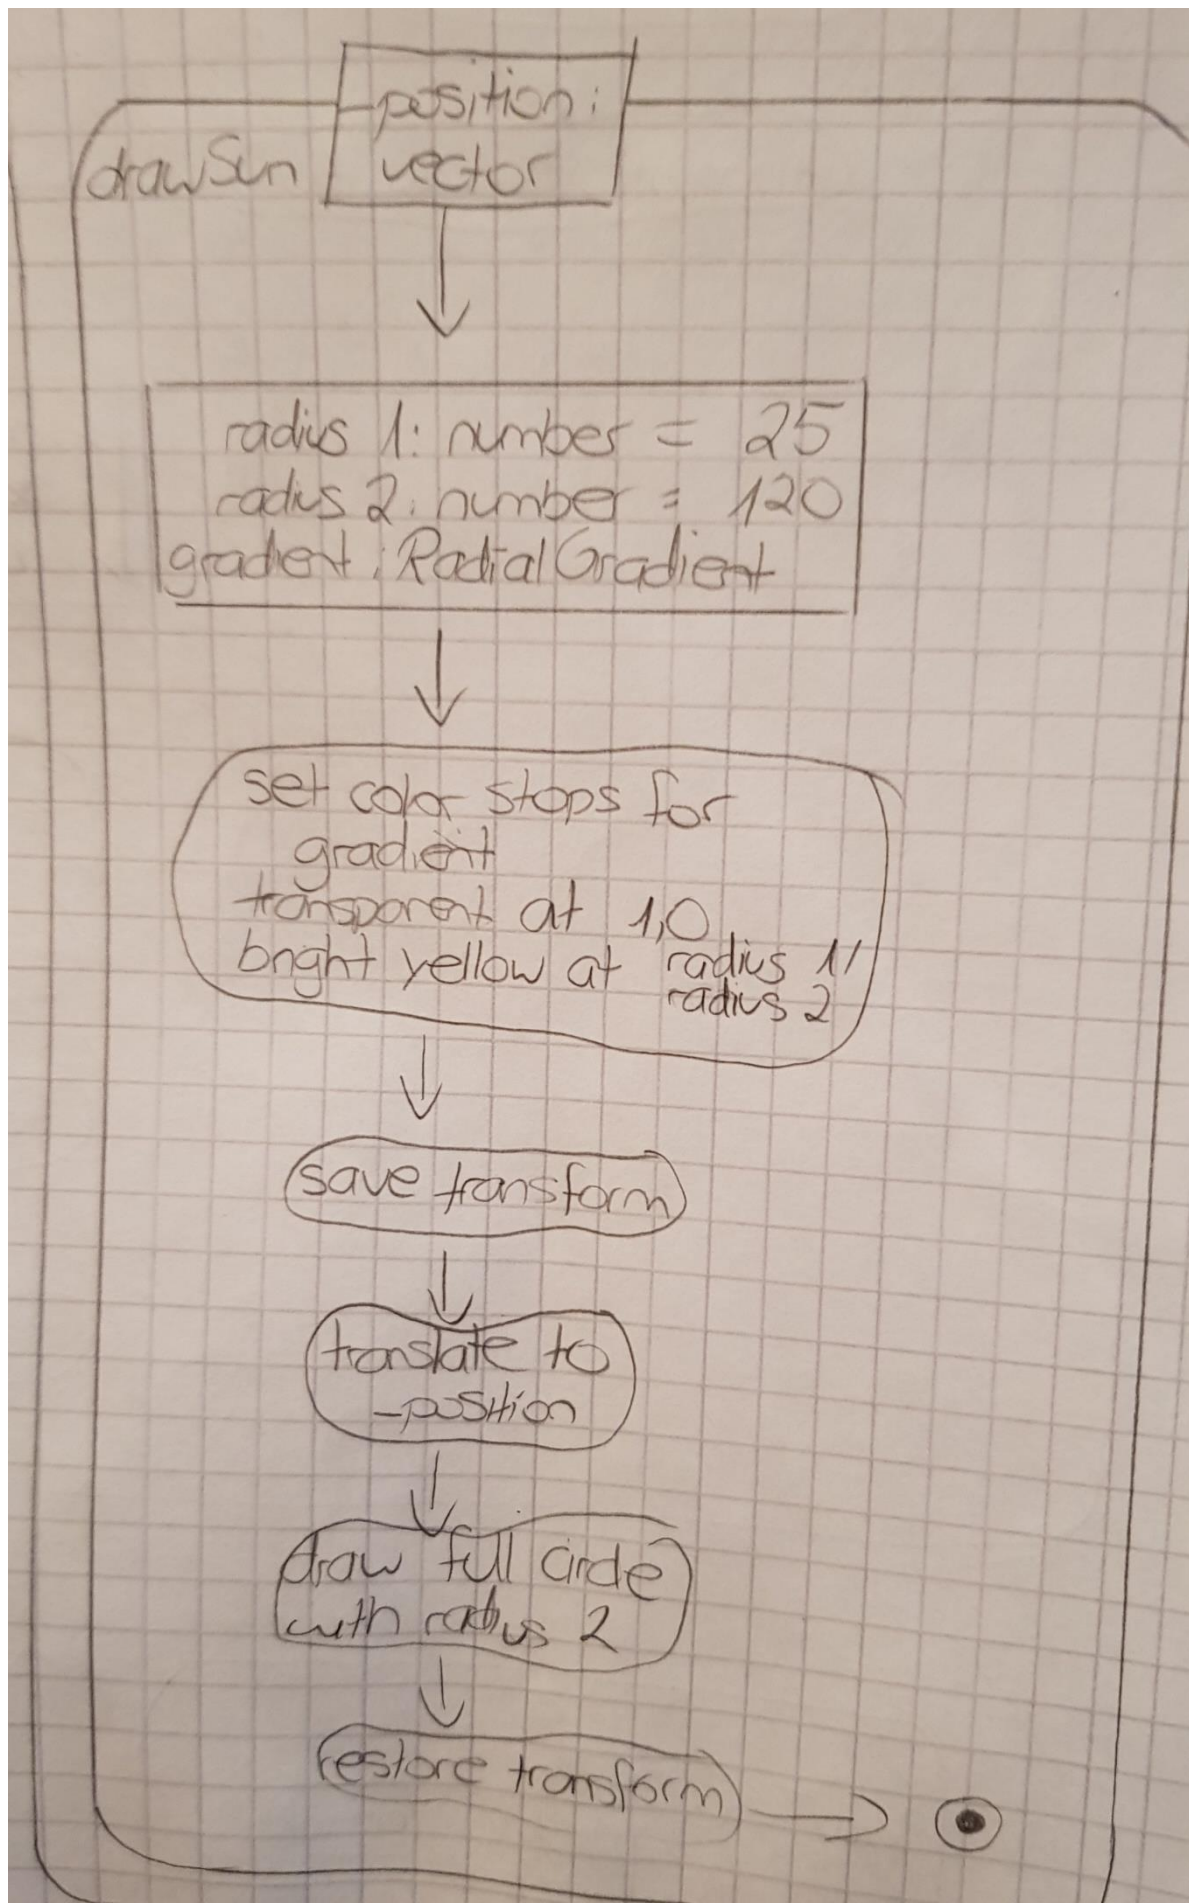 drawSun
_position:
vector
radius 1: number = 25
radius 2: number = 120
gradient: RadialGradient
set color stops for
gradient
transparent at 1,0
bright yellow at radius 1/
radius 2
save transform
translate to
_position
draw full circle
with radius 2
restore transform